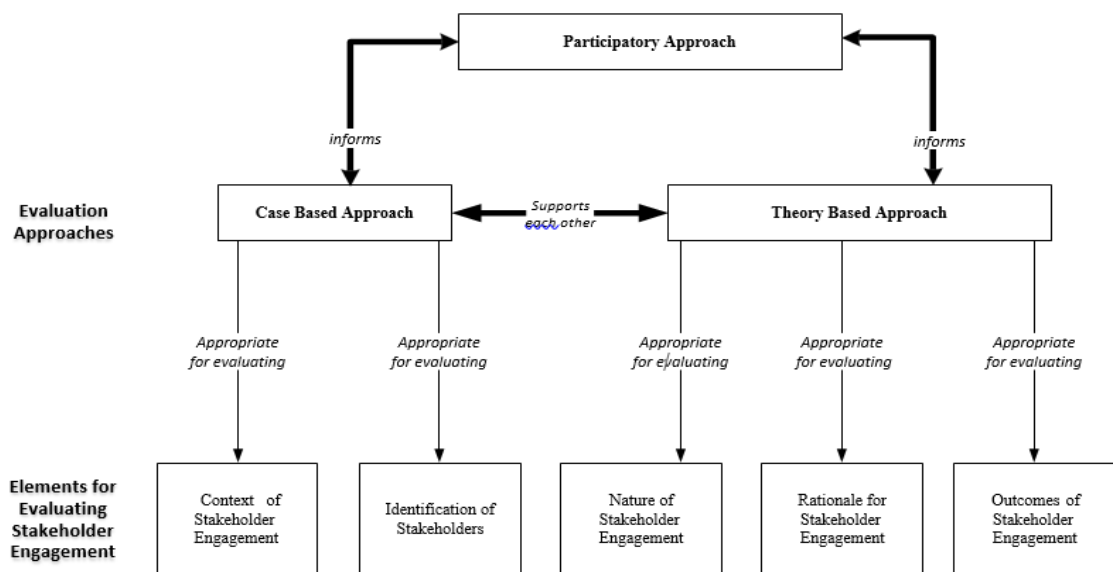 Participatory Approach
informs
informs
Evaluation
Approaches
Case Based Approach
Supports
each other
Theory Based Approach
Appropriate
for evaluating
Appropriate
for evaluating
Appropriate
for evaluating
Appropriate
for evaluating
Appropriate
for evaluating
Elements for
Evaluating
Stakeholder
Engagement
Context of
Stakeholder
Engagement
Identification of
Stakeholders
Nature of
Stakeholder
Engagement
Rationale for
Stakeholder
Engagement
Outcomes of
Stakeholder
Engagement